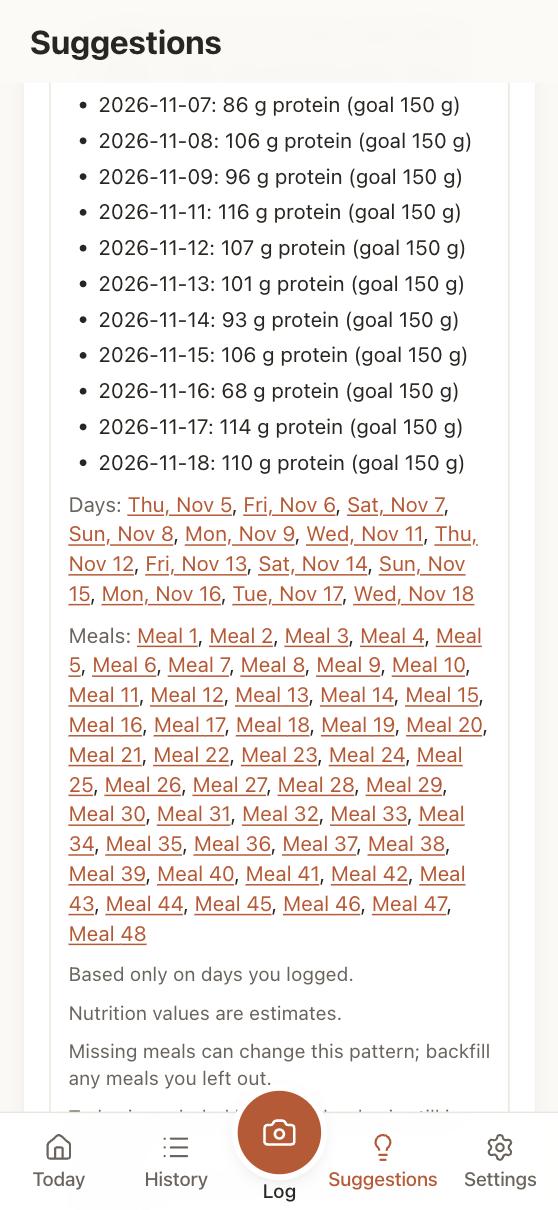 Suggestions
• 2026-11-07: 86 g protein (goal 150 g)
• 2026-11-08: 106 g protein (goal 150 g)
• 2026-11-09: 96 g protein (goal 150 g)
• 2026-11-11: 116 g protein (goal 150 g)
• 2026-11-12: 107 g protein (goal 150 g)
• 2026-11-13: 101 g protein (goal 150 g)
• 2026-11-14: 93 g protein (goal 150 g)
• 2026-11-15: 106 g protein (goal 150 g)
• 2026-11-16: 68 g protein (goal 150 g)
• 2026-11-17: 114 g protein (goal 150 g)
• 2026-11-18: 110 g protein (goal 150 g)
Days: Thu, Nov 5, Fri, Nov 6, Sat, Nov 7,
Sun, Nov 8, Mon, Nov 9, Wed, Nov 11, Thu,
Nov 12, Fri, Nov 13, Sat, Nov 14, Sun, Nov
15, Mon, Nov 16, Tue, Nov 17, Wed, Nov 18
Meals: Meal 1, Meal 2, Meal 3, Meal 4, Meal
5, Meal 6, Meal 7, Meal 8, Meal 9, Meal 10,
Meal 11, Meal 12, Meal 13, Meal 14, Meal 15,
Meal 16, Meal 17, Meal 18, Meal 19, Meal 20,
Meal 21, Meal 22, Meal 23, Meal 24, Meal
25, Meal 26, Meal 27, Meal 28, Meal 29,
Meal 30, Meal 31, Meal 32, Meal 33, Meal
34, Meal 35, Meal 36, Meal 37, Meal 38,
Meal 39, Meal 40, Meal 41, Meal 42, Meal
43, Meal 44, Meal 45, Meal 46, Meal 47,
Meal 48
Based only on days you logged.
Nutrition values are estimates.
Missing meals can change this pattern; backfill
any meals you left out.
Today
History
Log
Suggestions
Settings